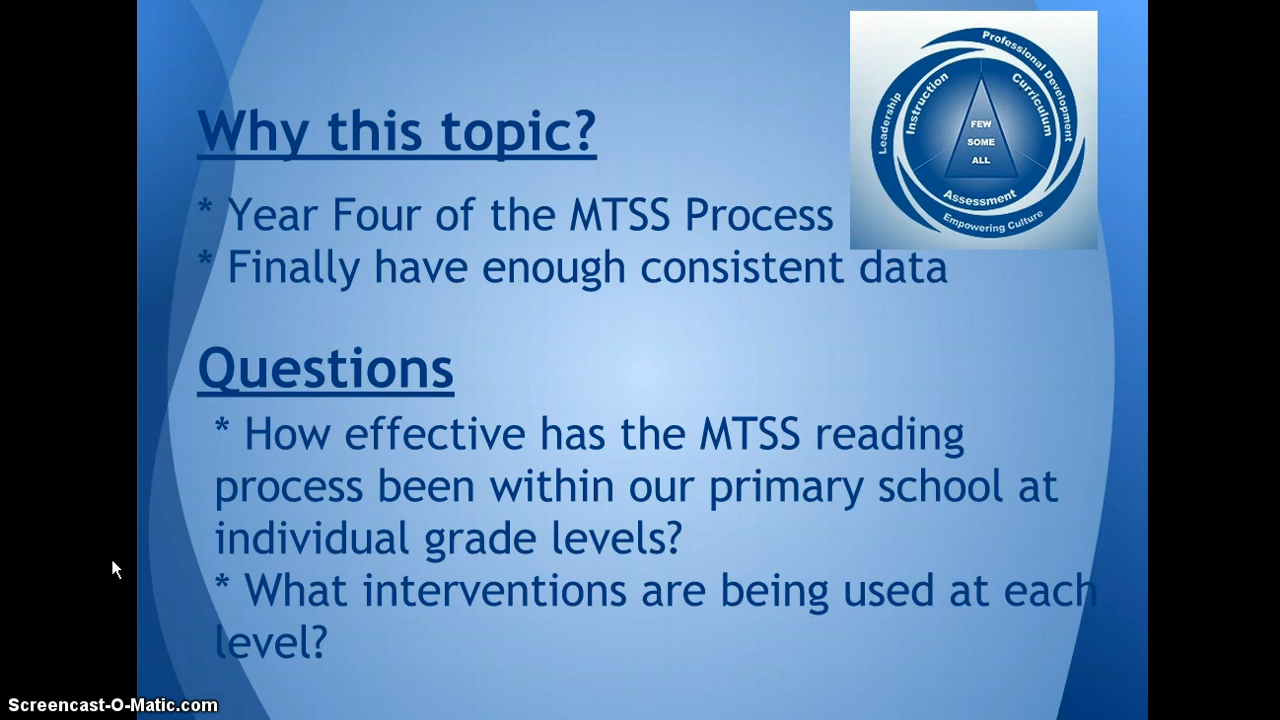 Why this topic?
* Year Four of the MTSS Process
* Finally have enough consistent data
Questions
* How effective has the MTSS reading
process been within our primary school at
individual grade levels?
* What interventions are being used at each
level?
Professional Development
Leadership
Instruction
Curriculum
FEW
SOME
ALL
Assessment
Empowering Culture
Screencast-O-Matic.com